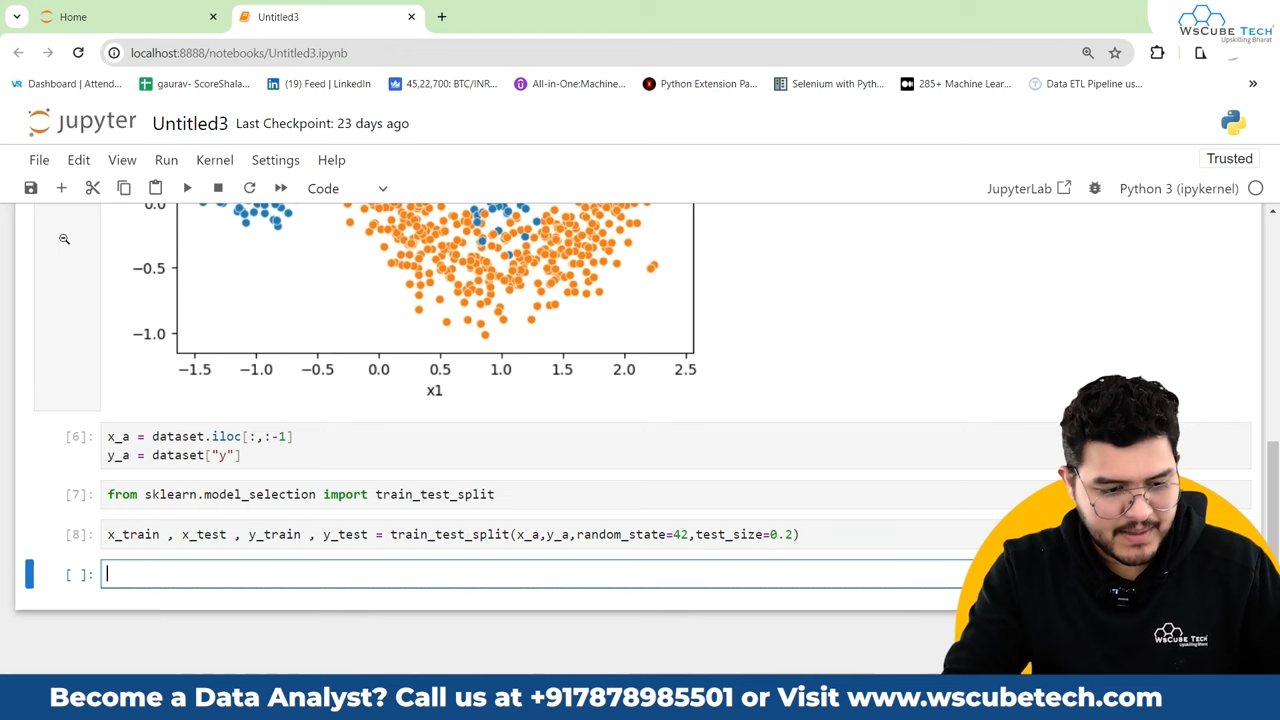 Home
Untitled3
WsCube Tech
Upskilling Bharat
localhost:8888/notebooks/Untitled3.ipynb
Dashboard | Attend...
gaurav- ScoreShala...
(19) Feed | LinkedIn
45,22,700: BTC/INR...
All-in-One:Machine...
Python Extension Pa...
Selenium with Pyth...
285+ Machine Lear...
Data ETL Pipeline us...
jupyter Untitled3 Last Checkpoint: 23 days ago
File Edit View Run Kernel Settings Help
Trusted
Code
JupyterLab
Python 3 (ipykernel)
0.0
−0.5
−1.0
−1.5 −1.0 −0.5 0.0 0.5 1.0 1.5 2.0 2.5
x1
[6]: x_a = dataset.iloc[:,:-1]
y_a = dataset["y"]
[7]: from sklearn.model_selection import train_test_split
[8]: x_train , x_test , y_train , y_test = train_test_split(x_a,y_a,random_state=42,test_size=0.2)
[ ]:
WsCube Tech
Upskilling Bharat
Become a Data Analyst? Call us at +917878985501 or Visit www.wscubetech.com